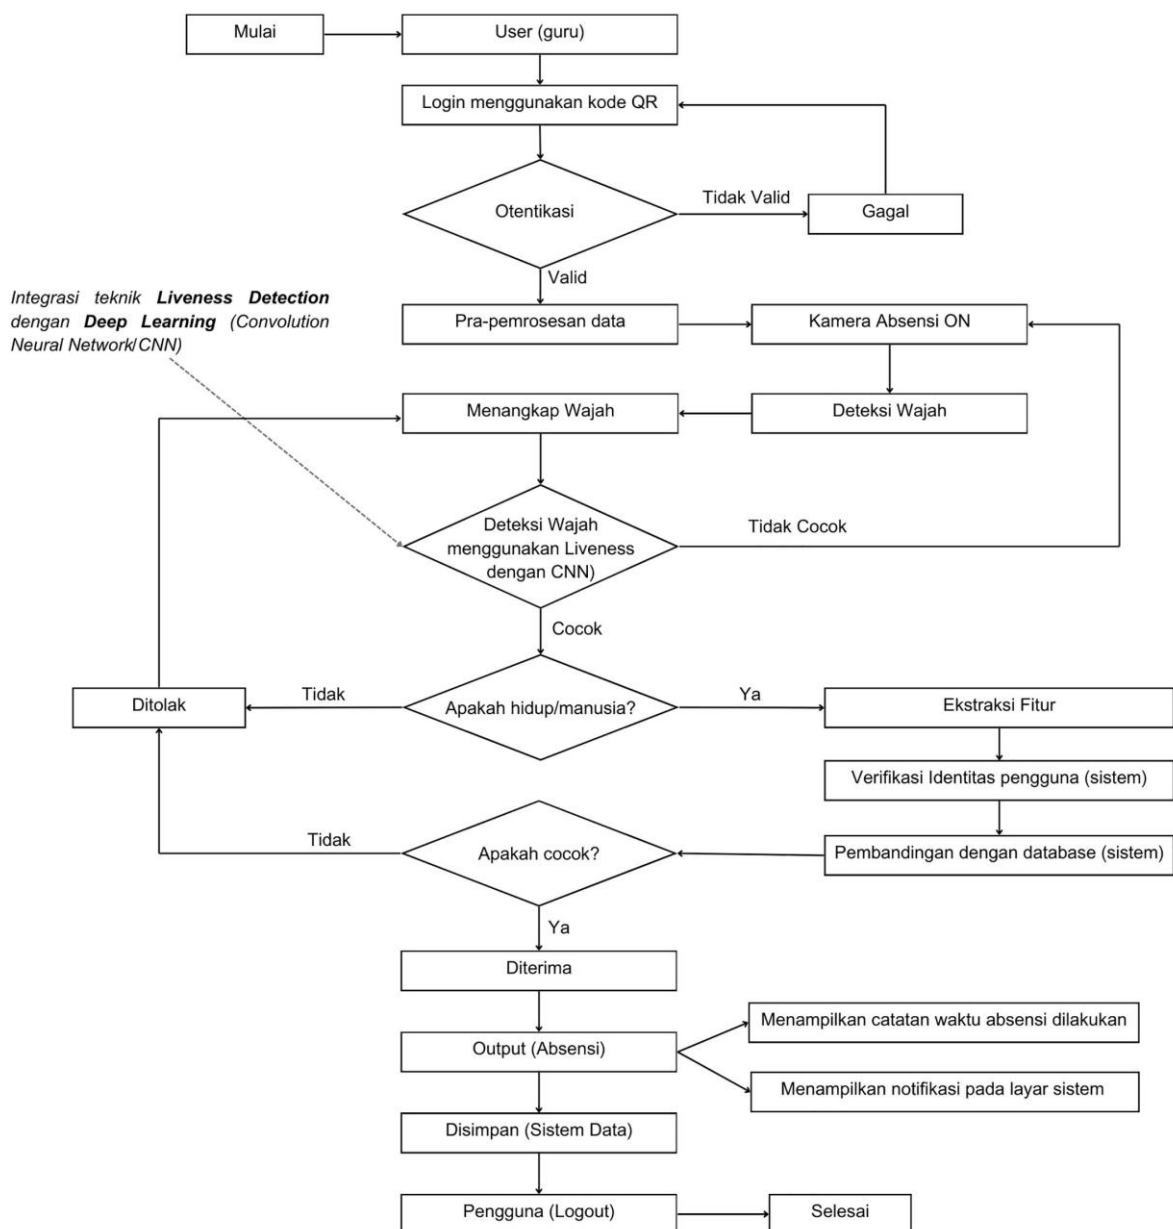 Mulai
User (guru)
Login menggunakan kode QR
Otentikasi
Tidak Valid
Gagal
Valid
Integrasi teknik Liveness Detection
dengan Deep Learning (Convolution
Neural Network/CNN)
Pra-pemrosesan data
Kamera Absensi ON
Menangkap Wajah
Deteksi Wajah
Deteksi Wajah
menggunakan Liveness
dengan CNN)
Tidak Cocok
Cocok
Ditolak
Tidak
Apakah hidup/manusia?
Ya
Ekstraksi Fitur
Verifikasi Identitas pengguna (sistem)
Tidak
Apakah cocok?
Pembandingan dengan database (sistem)
Ya
Diterima
Output (Absensi)
Menampilkan catatan waktu absensi dilakukan
Menampilkan notifikasi pada layar sistem
Disimpan (Sistem Data)
Pengguna (Logout)
Selesai